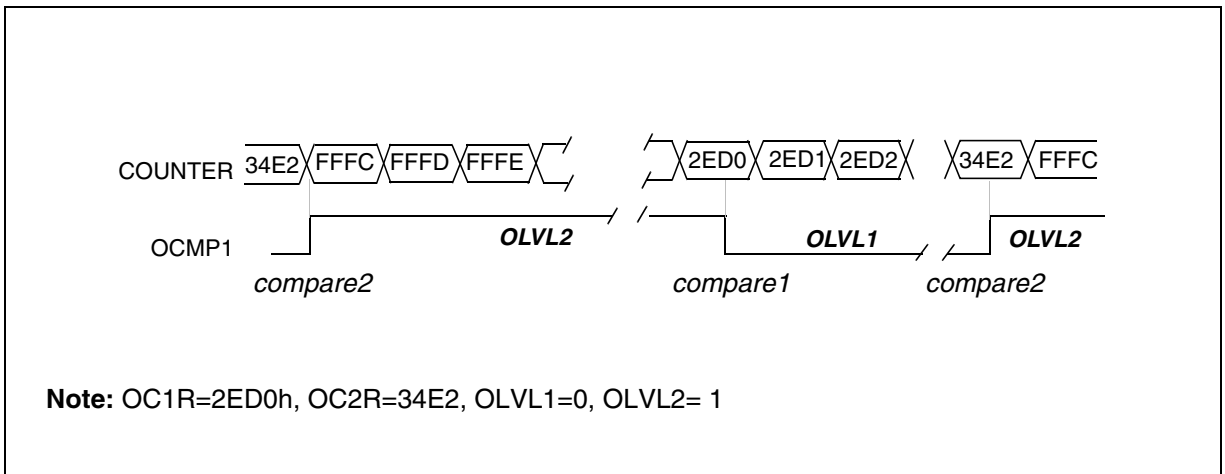 COUNTER 34E2 FFFC FFFD FFFE 2ED0 2ED1 2ED2 34E2 FFFC
OCMP1 OLVL2 OLVL1 OLVL2
compare2 compare1 compare2
Note: OC1R=2ED0h, OC2R=34E2, OLVL1=0, OLVL2= 1